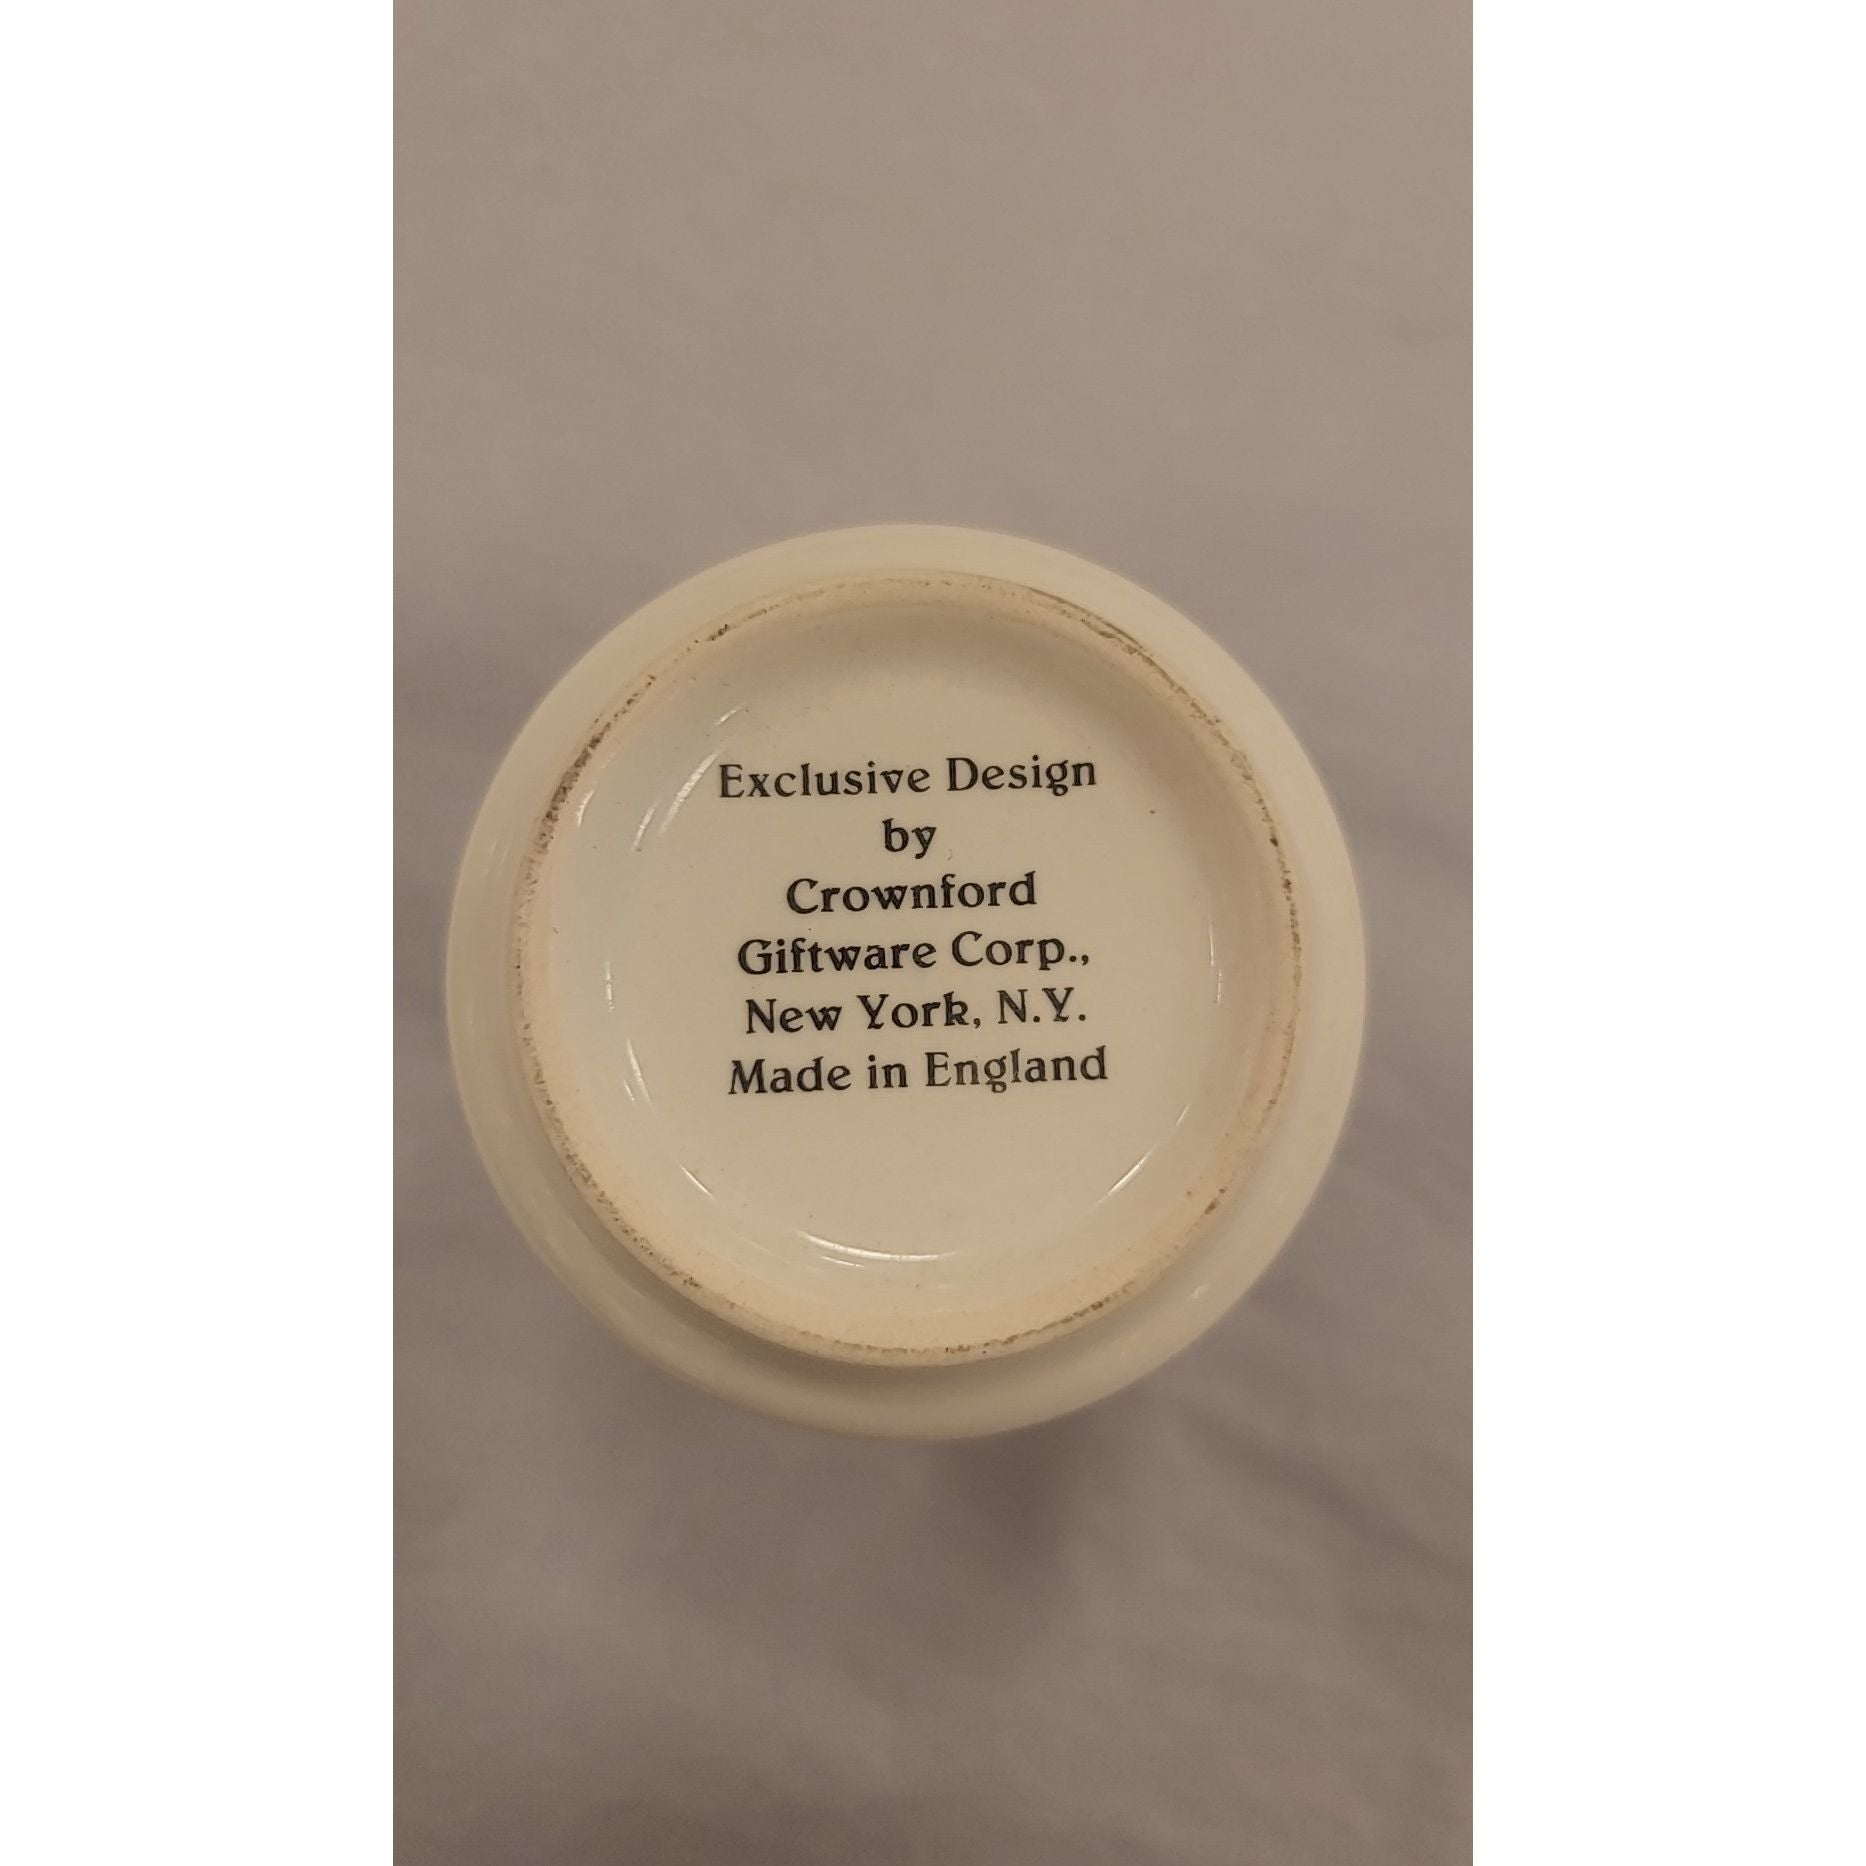 Exclusive Design
by
Crownford
Giftware Corp.,
New York, N.Y.
Made in England